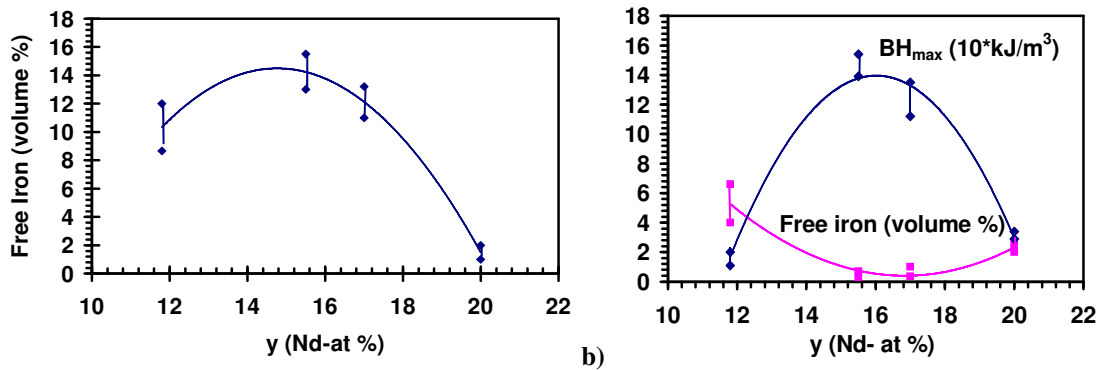 Free Iron (volume %)
18
16
14
12
10
8
6
4
2
0
10 12 14 16 18 20 22
y (Nd-at %)
b)
18
16
14
12
10
8
6
4
2
0
BHmax (10*kJ/m³)
Free iron (volume %)
10 12 14 16 18 20 22
y (Nd- at %)